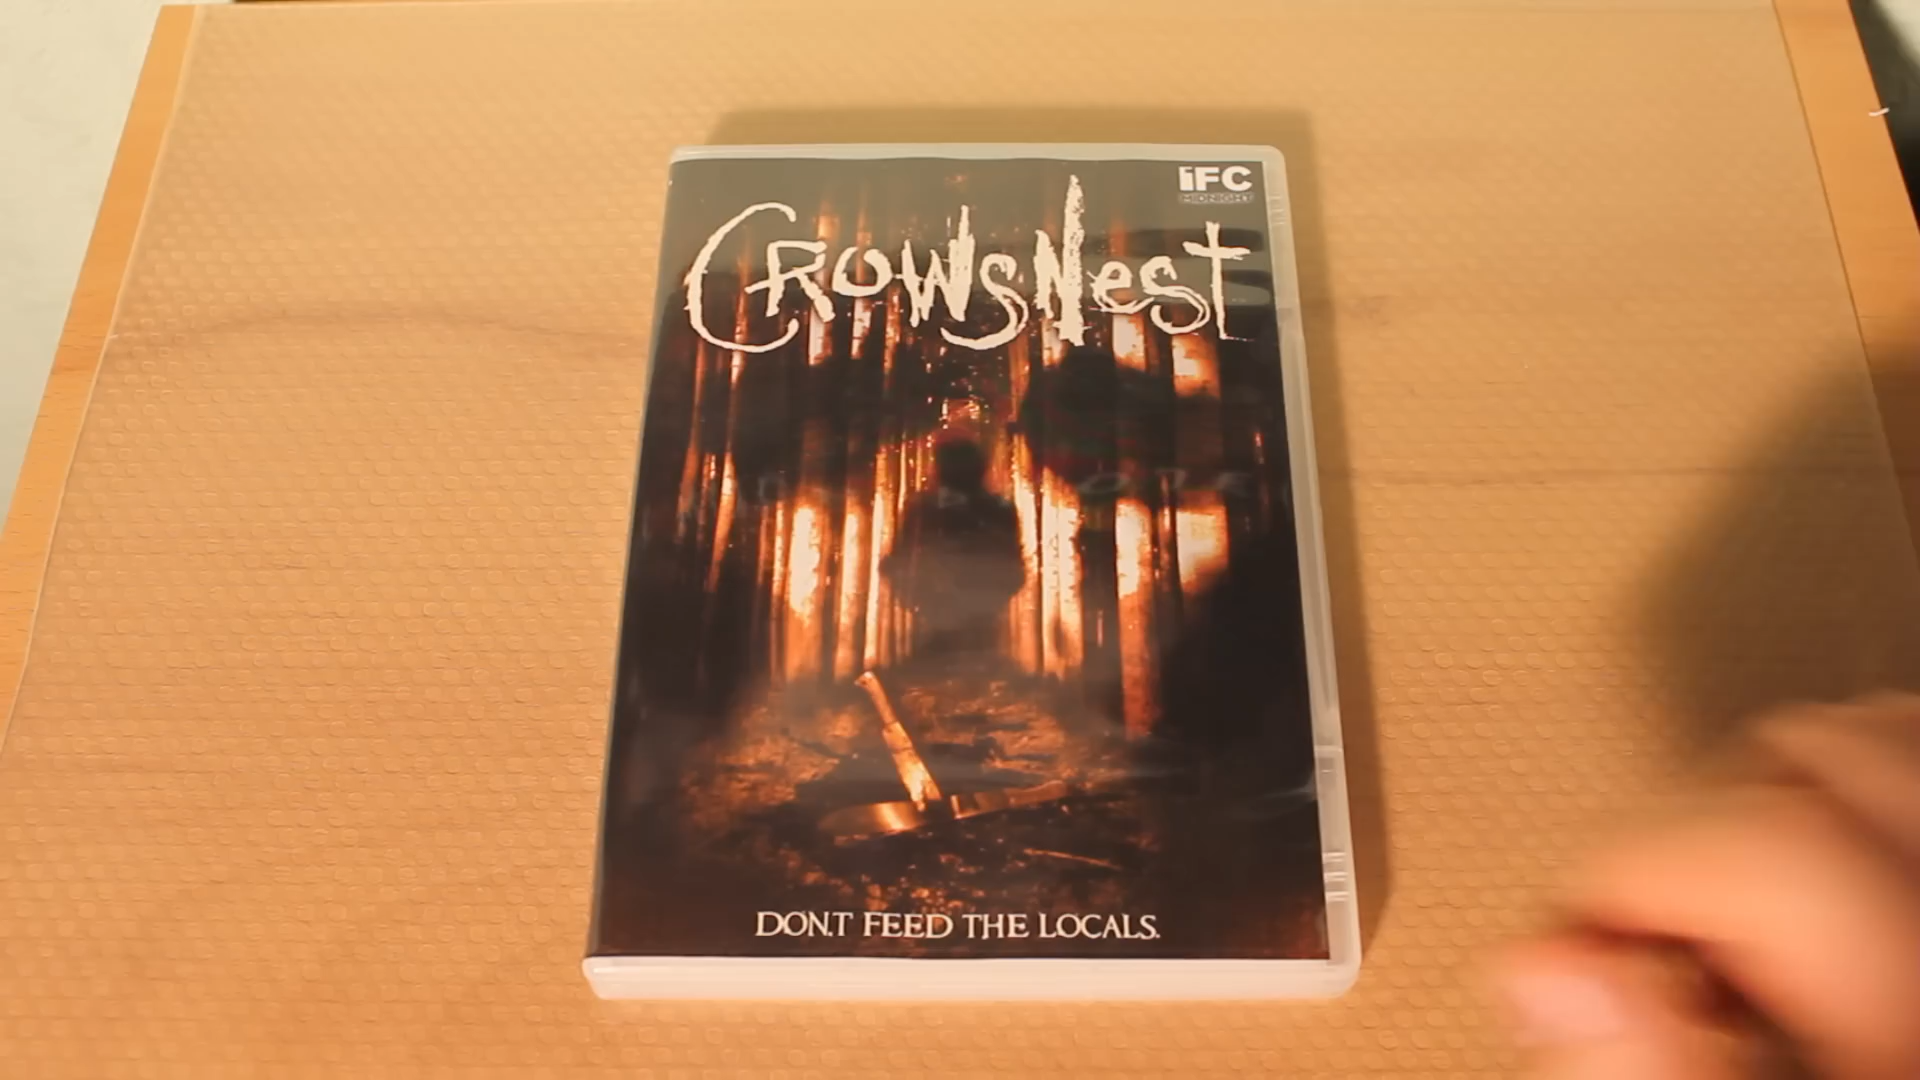 iFC
MIDNIGHT
CROWSNEST
DON'T FEED THE LOCALS.